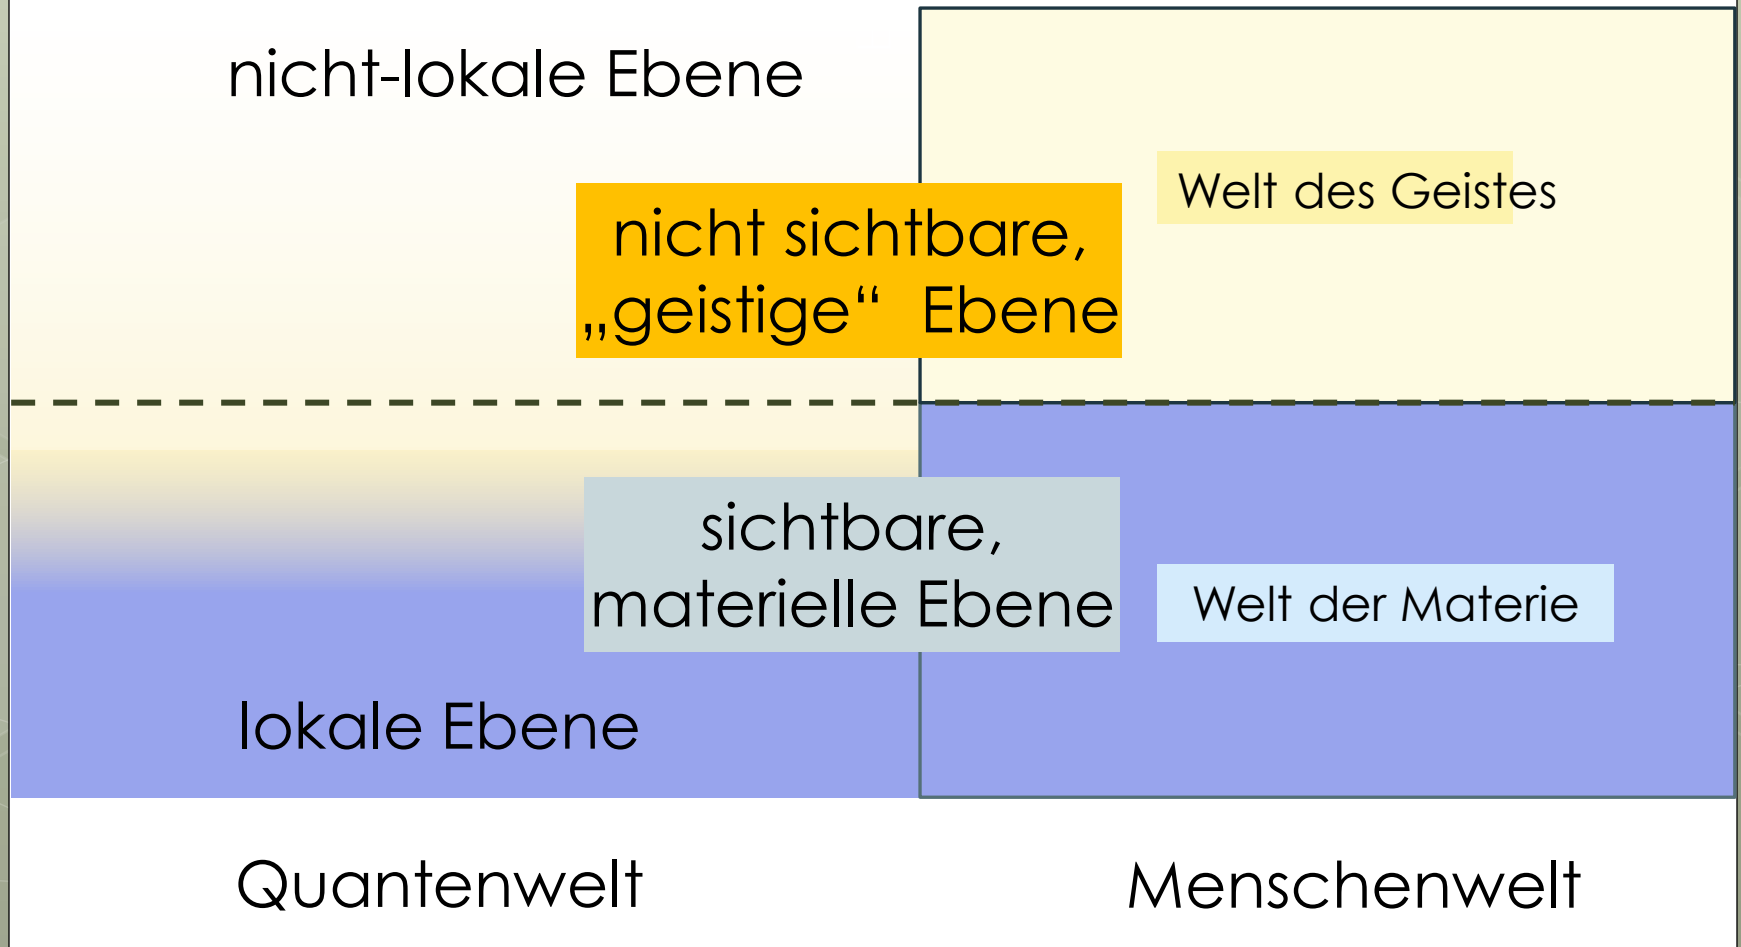 nicht-lokale Ebene
Welt des Geistes
nicht sichtbare,
„geistige“ Ebene
sichtbare,
materielle Ebene
Welt der Materie
lokale Ebene
Quantenwelt
Menschenwelt